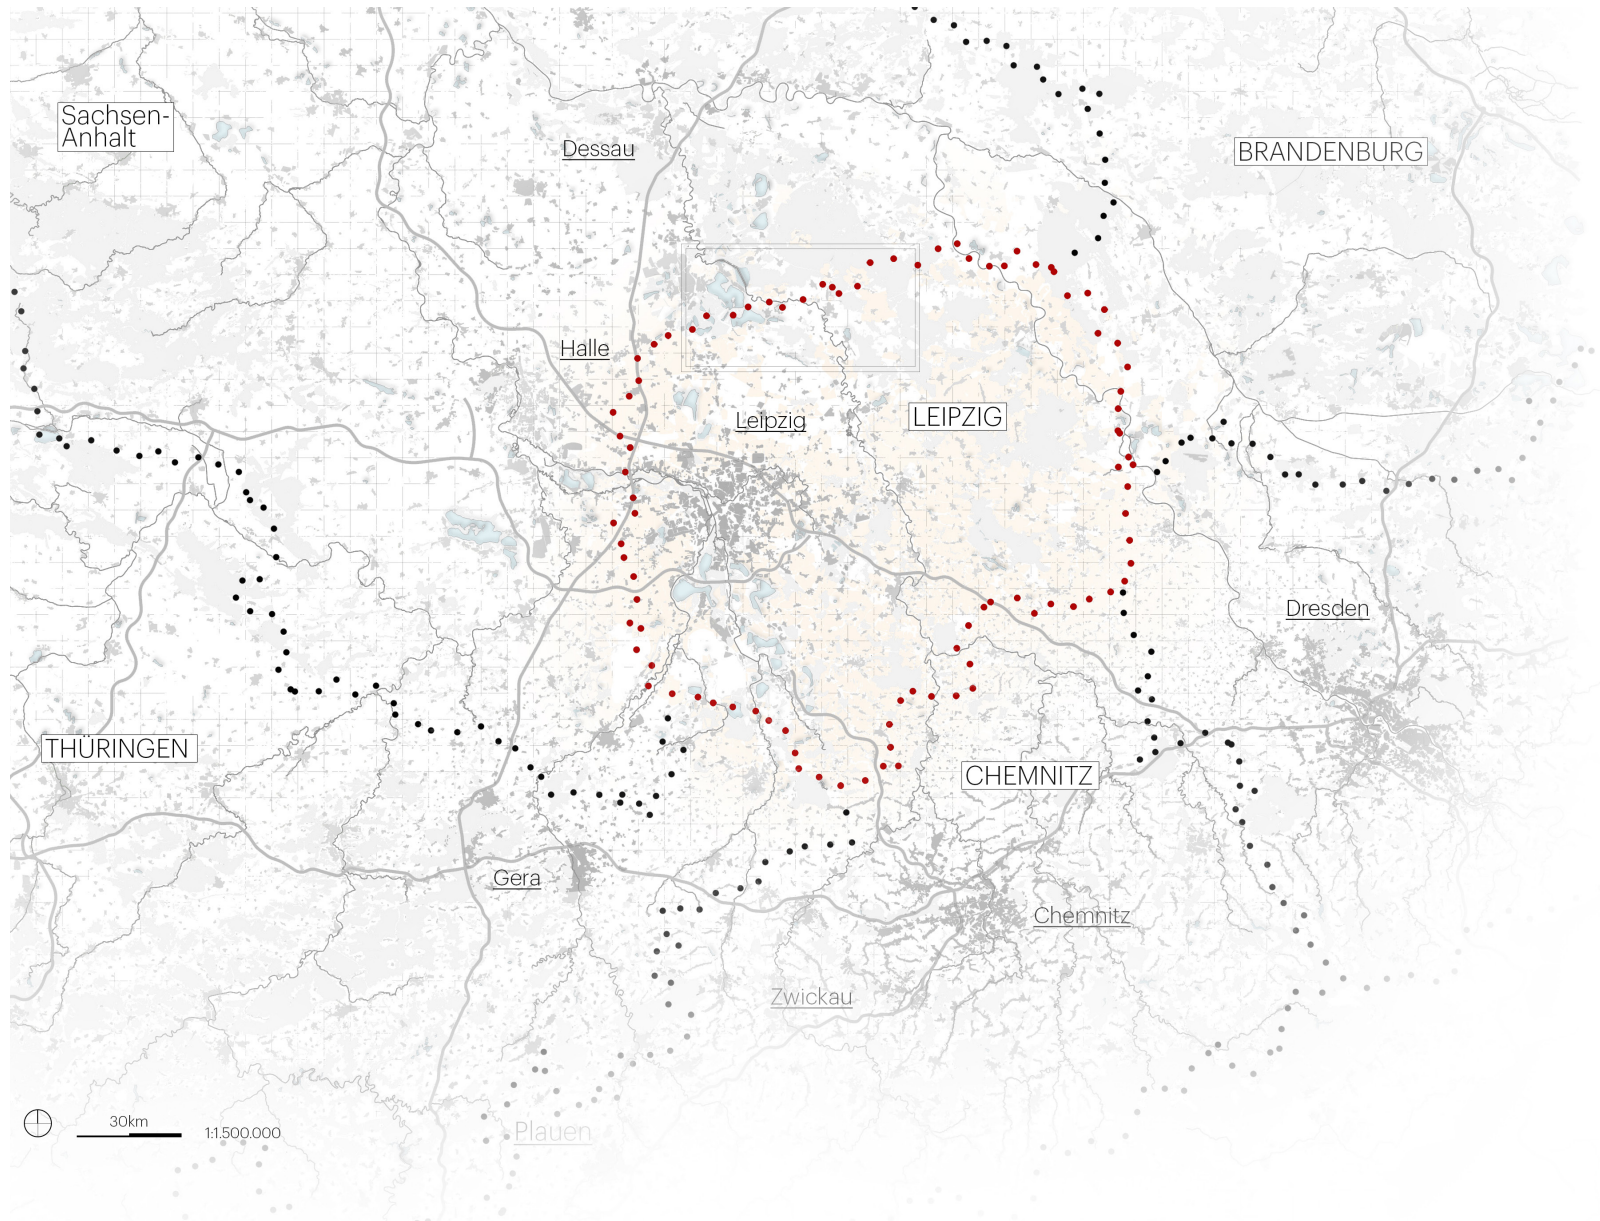 Sachsen-
Anhalt
Dessau
BRANDENBURG
Halle
Leipzig
LEIPZIG
Dresden
THÜRINGEN
CHEMNITZ
Gera
Chemnitz
Zwickau
30km
1:1.500.000
Plauen